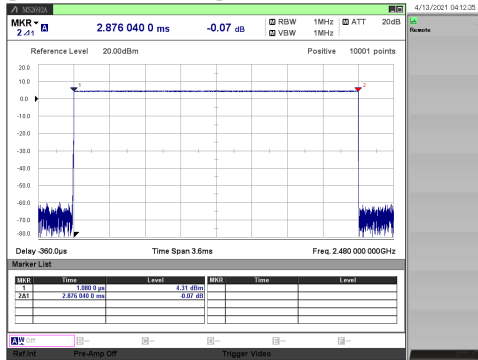 MS2692A
4/13/2021 04:12:35
MKR
2Δ1
2.876 040 0 ms
-0.07 dB
RBW 1MHz
VBW 1MHz
ATT 20dB
Remote
Reference Level 20.00dBm
Positive 10001 points
20.0
10.0
0.0
-10.0
-20.0
-30.0
-40.0
-50.0
-60.0
-70.0
-80.0
1
2
Delay -360.0μs
Time Span 3.6ms
Freq. 2.480 000 000GHz
Marker List
MKR Time Level MKR Time Level
1 1.080 0 μs 4.31 dBm
2Δ1 2.876 040 0 ms -0.07 dB
Off
Ref.Int Pre-Amp Off Trigger Video